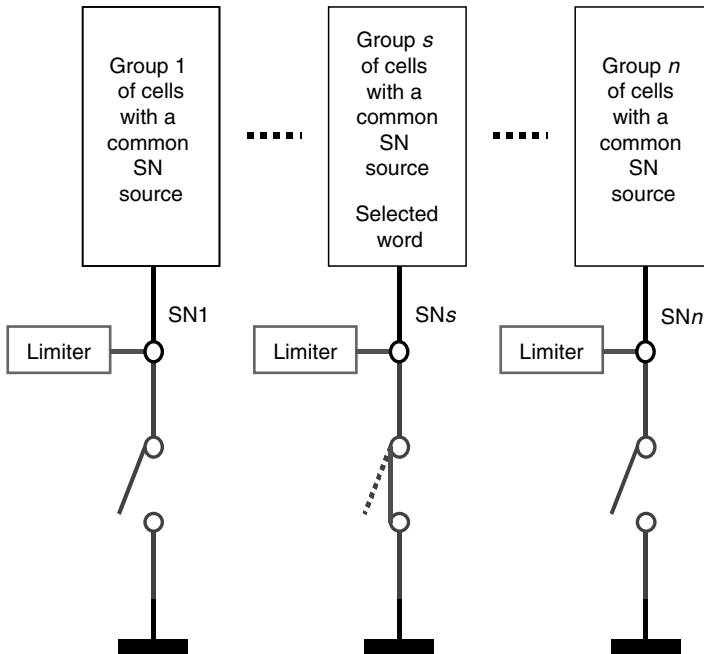 Group 1
of cells
with a
common
SN
source
Group s
of cells
with a
common
SN
source
Selected
word
Group n
of cells
with a
common
SN
source
SN1
SNs
SNn
Limiter
Limiter
Limiter